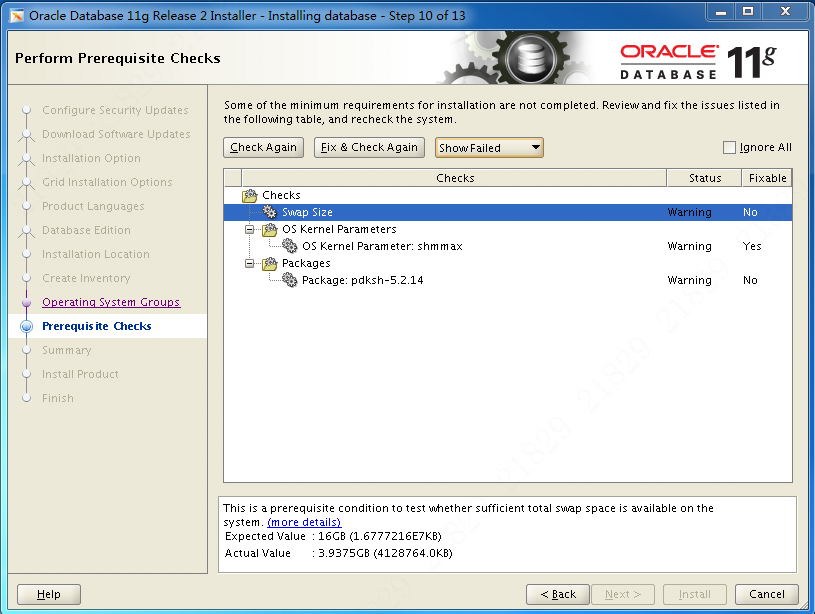 Oracle Database 11g Release 2 Installer - Installing database - Step 10 of 13
Perform Prerequisite Checks
ORACLE
DATABASE 11g
Configure Security Updates
Download Software Updates
Installation Option
Grid Installation Options
Product Languages
Database Edition
Installation Location
Create Inventory
Operating System Groups
Prerequisite Checks
Summary
Install Product
Finish
Some of the minimum requirements for installation are not completed. Review and fix the issues listed in
the following table, and recheck the system.
Check Again Fix & Check Again Show Failed Ignore All
Checks Status Fixable
Checks
Swap Size Warning No
OS Kernel Parameters
OS Kernel Parameter: shmmax Warning Yes
Packages
Package: pdksh-5.2.14 Warning No
21829 21829 21829
This is a prerequisite condition to test whether sufficient total swap space is available on the
system. (more details)
Expected Value : 16GB (1.6777216E7KB)
Actual Value : 3.9375GB (4128764.0KB)
Help < Back Next > Install Cancel